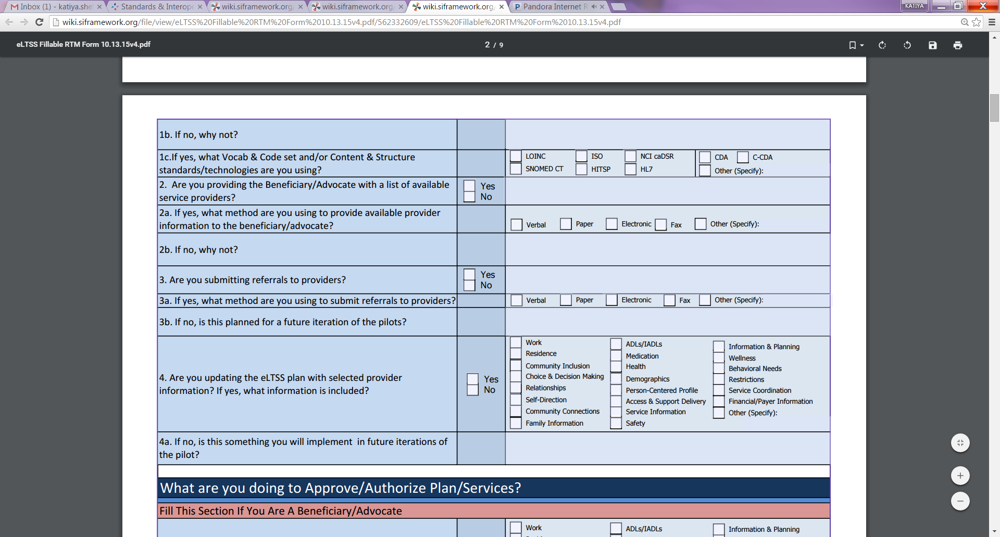 Inbox (1) - katiya.she
Standards & Interop
wiki.siframework.org/
wiki.siframework.org/
wiki.siframework.org/
Pandora Internet R
KATIYA
wiki.siframework.org/file/view/eLTSS%20Fillable%20RTM%20Form%2010.13.15v4.pdf/562332609/eLTSS%20Fillable%20RTM%20Form%2010.13.15v4.pdf
eLTSS Fillable RTM Form 10.13.15v4.pdf
2 / 9
1b. If no, why not?
1c.If yes, what Vocab & Code set and/or Content & Structure
standards/technologies are you using?
LOINC ISO NCI caDSR CDA C-CDA
SNOMED CT HITSP HL7 Other (Specify):
2. Are you providing the Beneficiary/Advocate with a list of available
service providers?
Yes
No
2a. If yes, what method are you using to provide available provider
information to the beneficiary/advocate?
Verbal Paper Electronic Fax Other (Specify):
2b. If no, why not?
3. Are you submitting referrals to providers?
Yes
No
3a. If yes, what method are you using to submit referrals to providers?
Verbal Paper Electronic Fax Other (Specify):
3b. If no, is this planned for a future iteration of the pilots?
4. Are you updating the eLTSS plan with selected provider
information? If yes, what information is included?
Yes
No
Work
Residence
Community Inclusion
Choice & Decision Making
Relationships
Self-Direction
Community Connections
Family Information
ADLs/IADLs
Medication
Health
Demographics
Person-Centered Profile
Access & Support Delivery
Service Information
Safety
Information & Planning
Wellness
Behavioral Needs
Restrictions
Service Coordination
Financial/Payer Information
Other (Specify):
4a. If no, is this something you will implement in future iterations of
the pilot?
What are you doing to Approve/Authorize Plan/Services?
Fill This Section If You Are A Beneficiary/Advocate
Work ADLs/IADLs Information & Planning